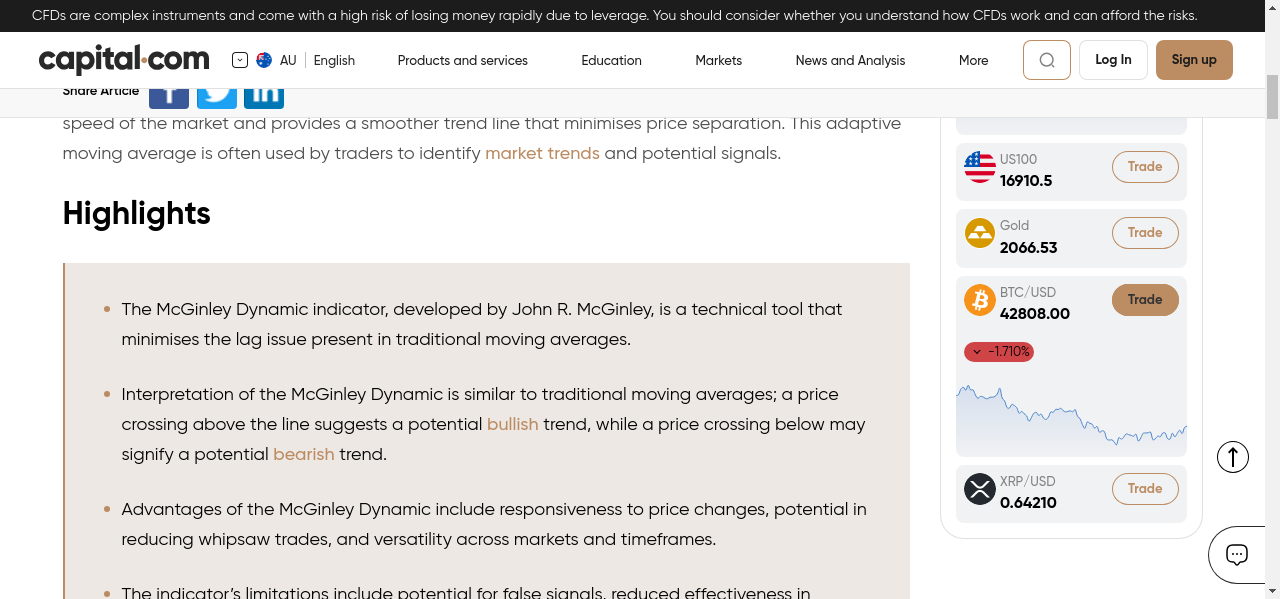 CFDs are complex instruments and come with a high risk of losing money rapidly due to leverage. You should consider whether you understand how CFDs work and can afford the risks.
capital.com
AU English
Products and services
Education
Markets
News and Analysis
More
Log In
Sign up
Share Article
speed of the market and provides a smoother trend line that minimises price separation. This adaptive
moving average is often used by traders to identify market trends and potential signals.
Highlights
The McGinley Dynamic indicator, developed by John R. McGinley, is a technical tool that
minimises the lag issue present in traditional moving averages.
Interpretation of the McGinley Dynamic is similar to traditional moving averages; a price
crossing above the line suggests a potential bullish trend, while a price crossing below may
signify a potential bearish trend.
Advantages of the McGinley Dynamic include responsiveness to price changes, potential in
reducing whipsaw trades, and versatility across markets and timeframes.
The indicator's limitations include potential for false signals, reduced effectiveness in
US100
16910.5
Trade
Gold
2066.53
Trade
BTC/USD
42808.00
Trade
-1.710%
XRP/USD
0.64210
Trade